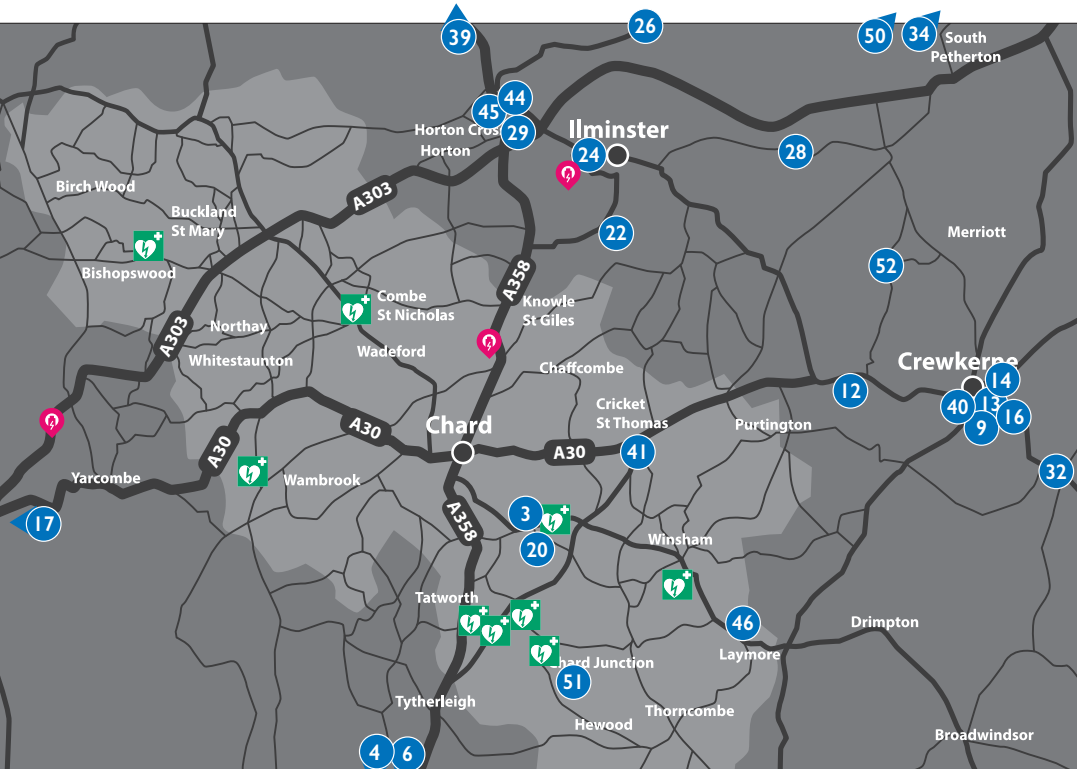 39
26
50
34
South
Petherton
44
45
Horton Cros
29
Horton
Ilminster
24
28
Birch Wood
A303
Buckland
St Mary
22
Merriott
Bishopswood
52
A358
Combe
St Nicholas
Knowle
St Giles
Northay
A303
Wadeford
Whitestaunton
Chaffcombe
Crewkerne
14
12
40
13
16
9
Cricket
St Thomas
Chard
A30
Purtington
A30
A30
41
32
Yarcombe
Wambrook
17
3
A358
20
Winsham
Tatworth
46
Drimpton
Laymore
Chard Junction
51
Tytherleigh
Thorncombe
Hewood
Broadwindsor
4
6